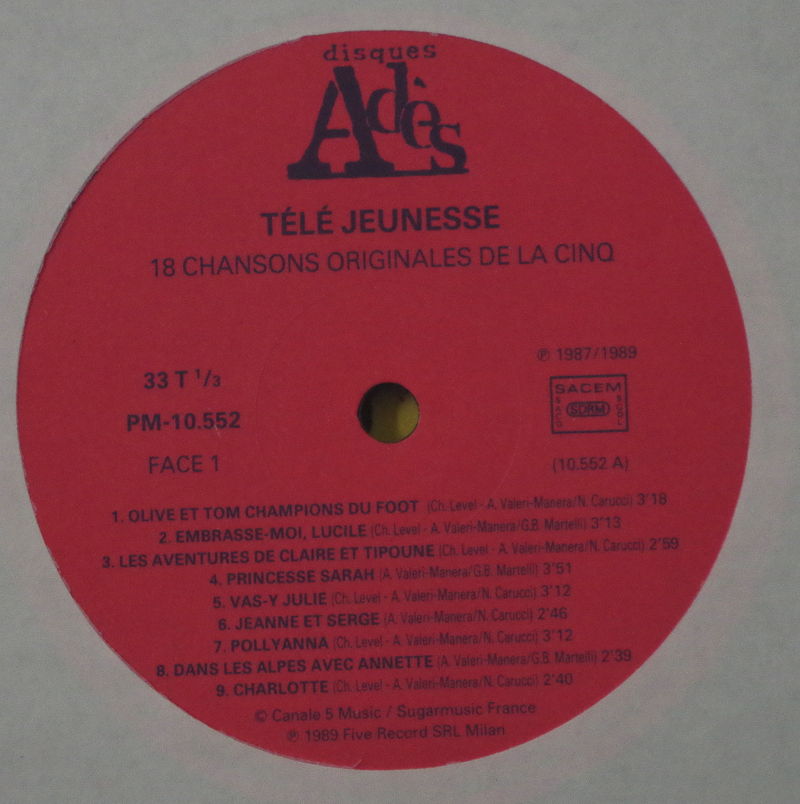 disques
Adès
TÉLÉ JEUNESSE
18 CHANSONS ORIGINALES DE LA CINQ
℗ 1987/1989
33 T 1/3
SACEM
SACD
SDRM
SGDL
PM-10.552
FACE 1
(10.552 A)
1. OLIVE ET TOM CHAMPIONS DU FOOT (Ch. Level - A. Valeri-Manera/N. Carucci) 3'18
2. EMBRASSE-MOI, LUCILE (Ch. Level - A. Valeri-Manera/G.B. Martelli) 3'13
3. LES AVENTURES DE CLAIRE ET TIPOUNE (Ch. Level - A. Valeri-Manera/N. Carucci) 2'59
4. PRINCESSE SARAH (A. Valeri-Manera/G.B. Martelli) 3'51
5. VAS-Y JULIE (Ch. Level - A. Valeri-Manera/N. Carucci) 3'12
6. JEANNE ET SERGE (A. Valeri-Manera/N. Carucci) 2'46
7. POLLYANNA (Ch. Level - A. Valeri-Manera/N. Carucci) 3'12
8. DANS LES ALPES AVEC ANNETTE (A. Valeri-Manera/G.B. Martelli) 2'39
9. CHARLOTTE (Ch. Level - A. Valeri-Manera/N. Carucci) 2'40
© Canale 5 Music / Sugarmusic France
℗ 1989 Five Record SRL Milan